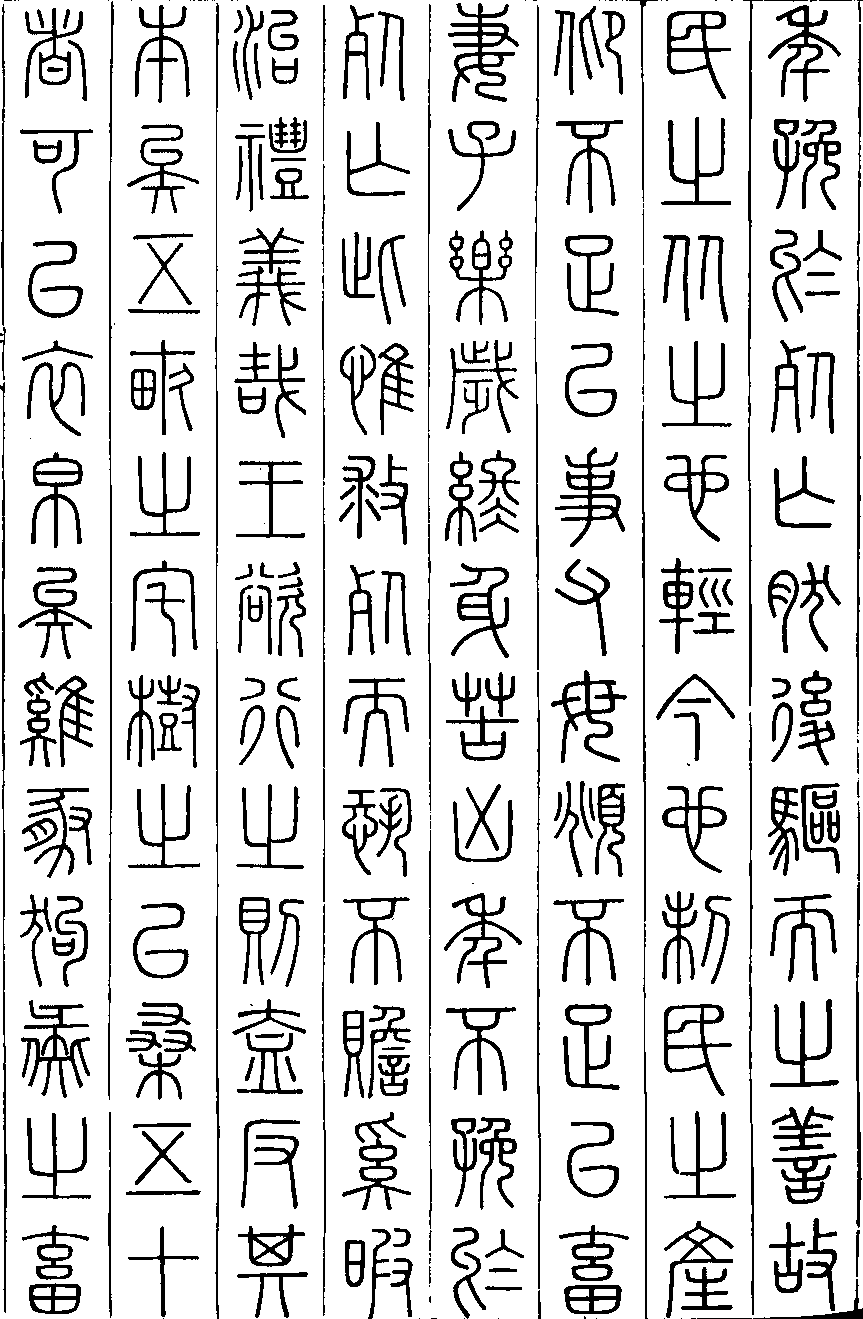 年免於死亡然後驅而之善故
民之从之也輕今也制民之產
仰不足以事父母頫不足以畜
妻子樂歲終身苦凶年不免於
死亡此惟救死而恐不贍奚暇
治禮義哉王欲行之則盍反其
本矣五畝之宅樹之以桑五十
者可以衣帛矣雞豚狗彘之畜